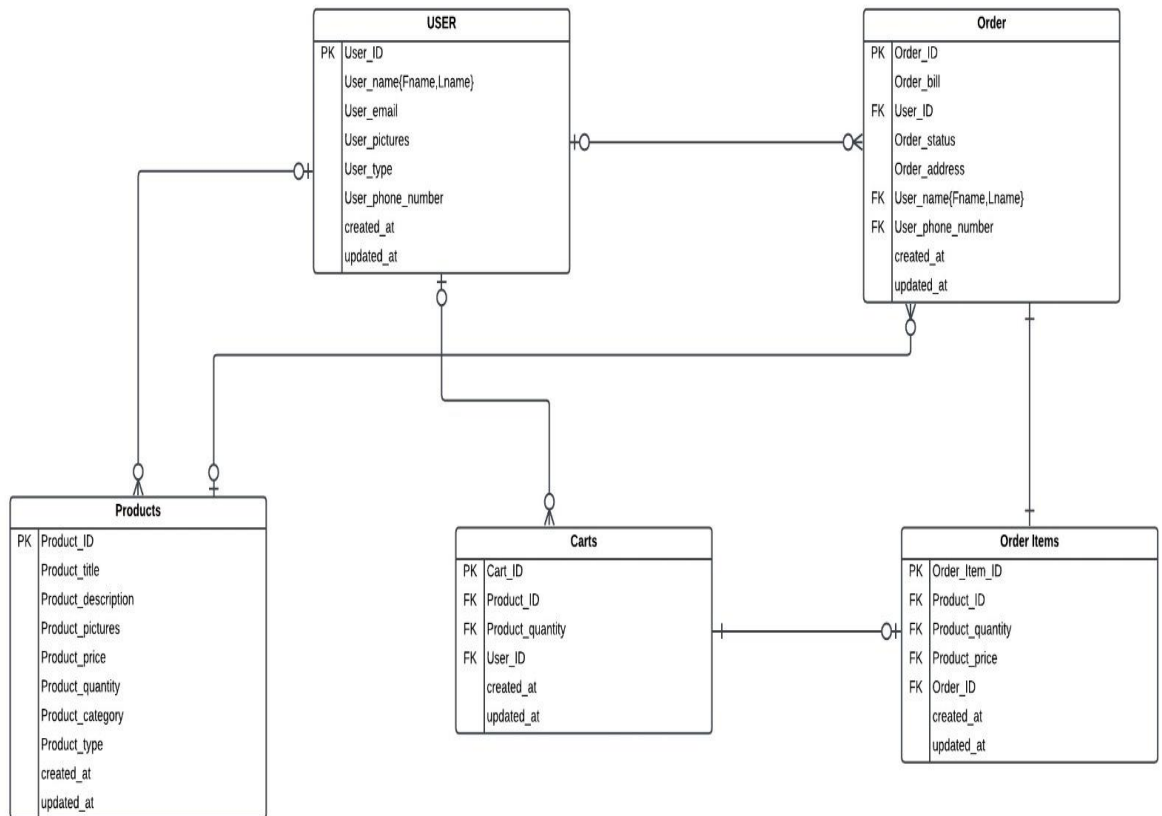 USER
PK User_ID
User_name{Fname,Lname}
User_email
User_pictures
User_type
User_phone_number
created_at
updated_at
Order
PK Order_ID
Order_bill
FK User_ID
Order_status
Order_address
FK User_name{Fname,Lname}
FK User_phone_number
created_at
updated_at
Products
PK Product_ID
Product_title
Product_description
Product_pictures
Product_price
Product_quantity
Product_category
Product_type
created_at
updated_at
Carts
PK Cart_ID
FK Product_ID
FK Product_quantity
FK User_ID
created_at
updated_at
Order Items
PK Order_Item_ID
FK Product_ID
FK Product_quantity
FK Product_price
FK Order_ID
created_at
updated_at